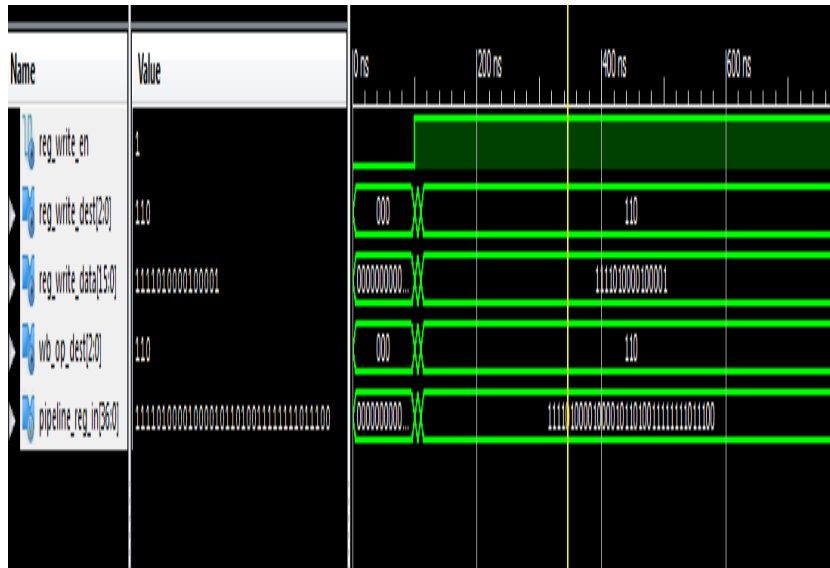 Name Value 0 ns 200 ns 400 ns 600 ns
reg_write_en 1
reg_write_dest[2:0] 110 000 110
reg_write_data[15:0] 1111010000100001 0000000000... 1111010000100001
wb_op_dest[2:0] 110 000 110
pipeline_reg_in[36:0] 1111010000100001011010011111111011100 0000000000... 1111010000100001011010011111111011100